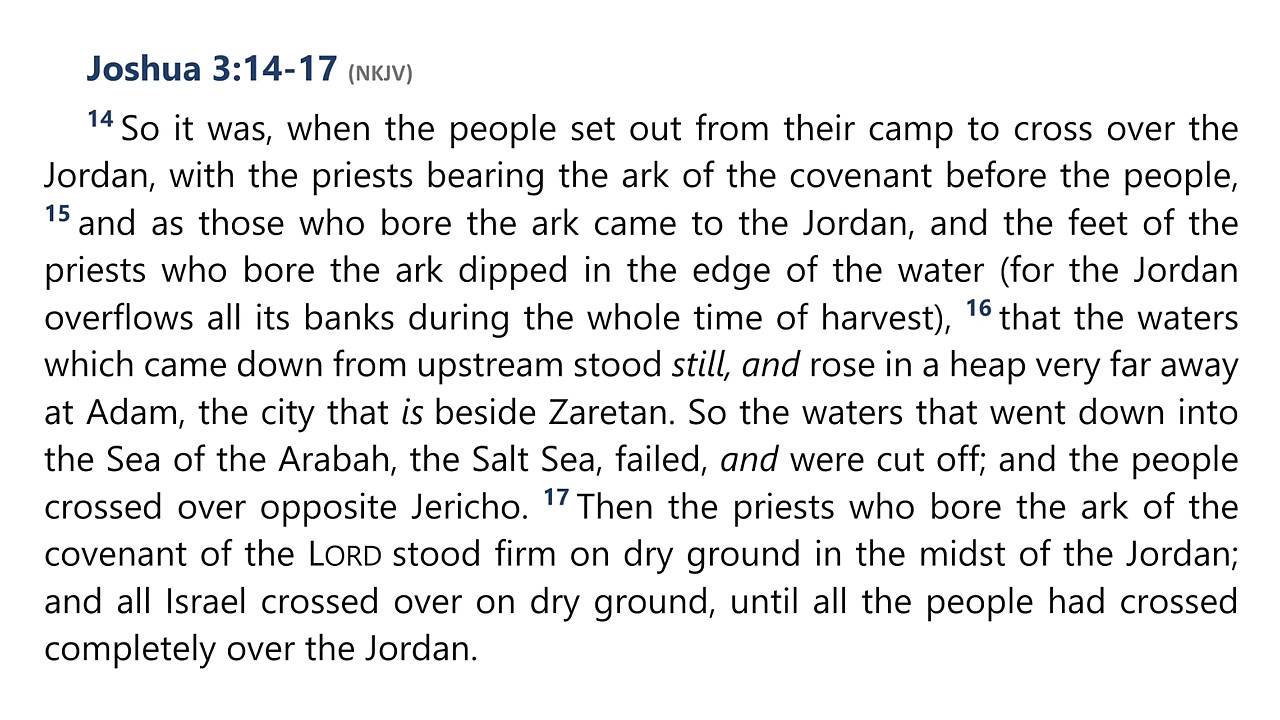 Joshua 3:14-17 (NKJV)
14 So it was, when the people set out from their camp to cross over the
Jordan, with the priests bearing the ark of the covenant before the people,
15 and as those who bore the ark came to the Jordan, and the feet of the
priests who bore the ark dipped in the edge of the water (for the Jordan
overflows all its banks during the whole time of harvest), 16 that the waters
which came down from upstream stood still, and rose in a heap very far away
at Adam, the city that is beside Zaretan. So the waters that went down into
the Sea of the Arabah, the Salt Sea, failed, and were cut off; and the people
crossed over opposite Jericho. 17 Then the priests who bore the ark of the
covenant of the LORD stood firm on dry ground in the midst of the Jordan;
and all Israel crossed over on dry ground, until all the people had crossed
completely over the Jordan.